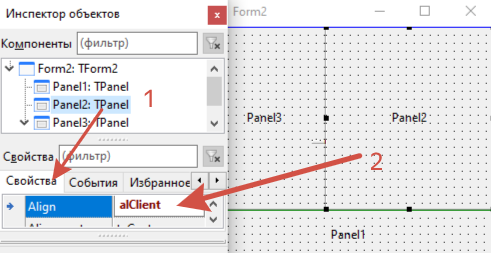 Инспектор объектов
x
Form2
Компоненты (фильтр)
Form2: TForm2
Panel1: TPanel
Panel2: TPanel
Panel3: TPanel
1
Panel3
Panel2
Свойства (фильтр)
2
Свойства События Избранное
Align alClient
Panel1